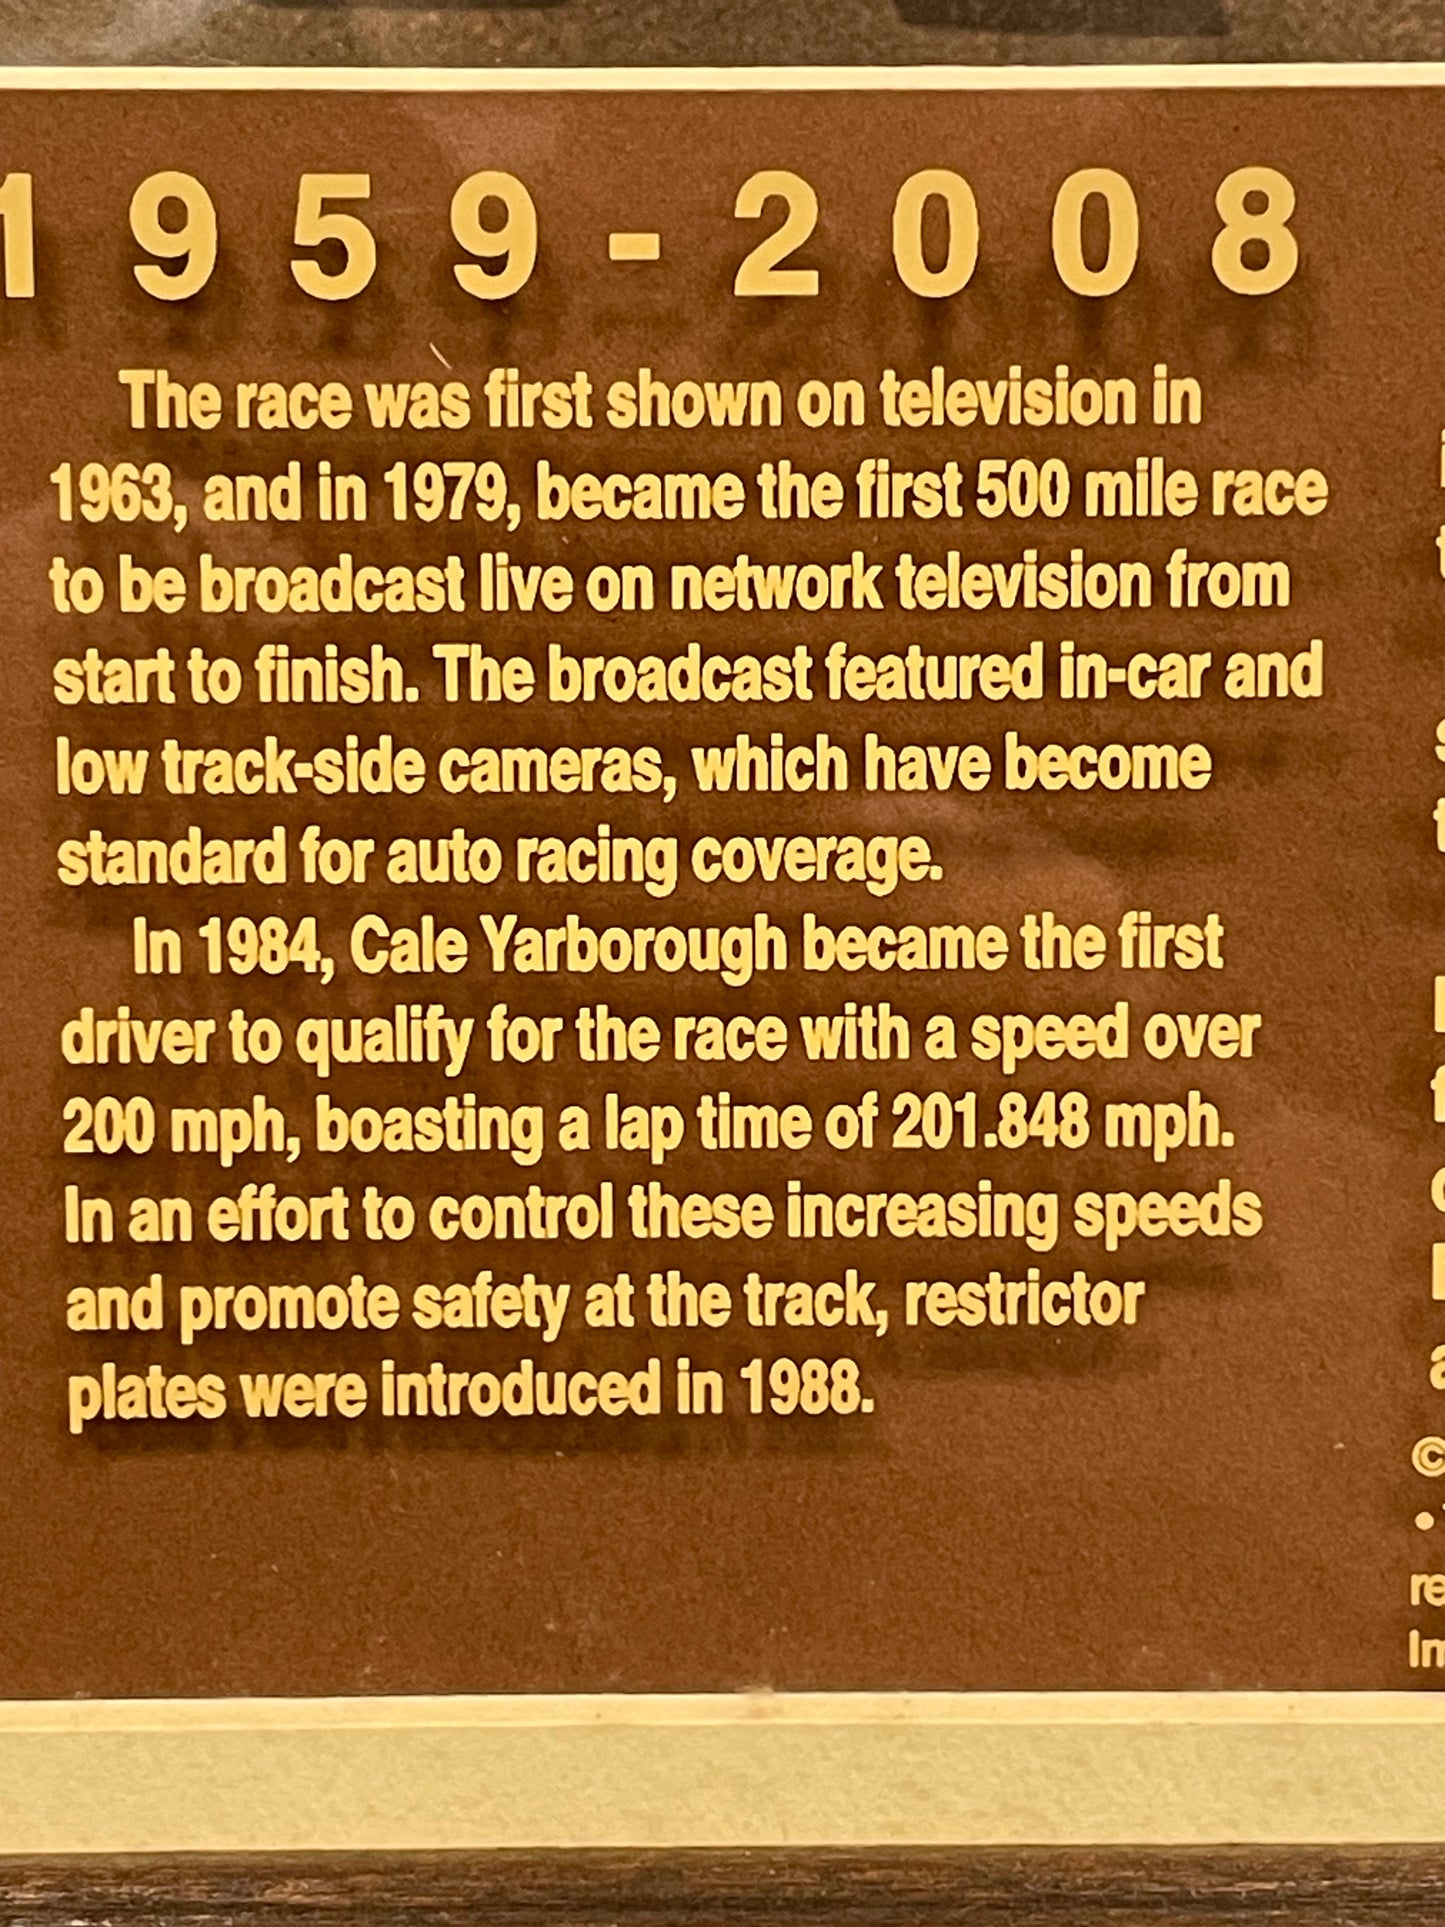 1959-2008
The race was first shown on television in
1963, and in 1979, became the first 500 mile race
to be broadcast live on network television from
start to finish. The broadcast featured in-car and
low track-side cameras, which have become
standard for auto racing coverage.
In 1984, Cale Yarborough became the first
driver to qualify for the race with a speed over
200 mph, boasting a lap time of 201.848 mph.
In an effort to control these increasing speeds
and promote safety at the track, restrictor
plates were introduced in 1988.
©
•